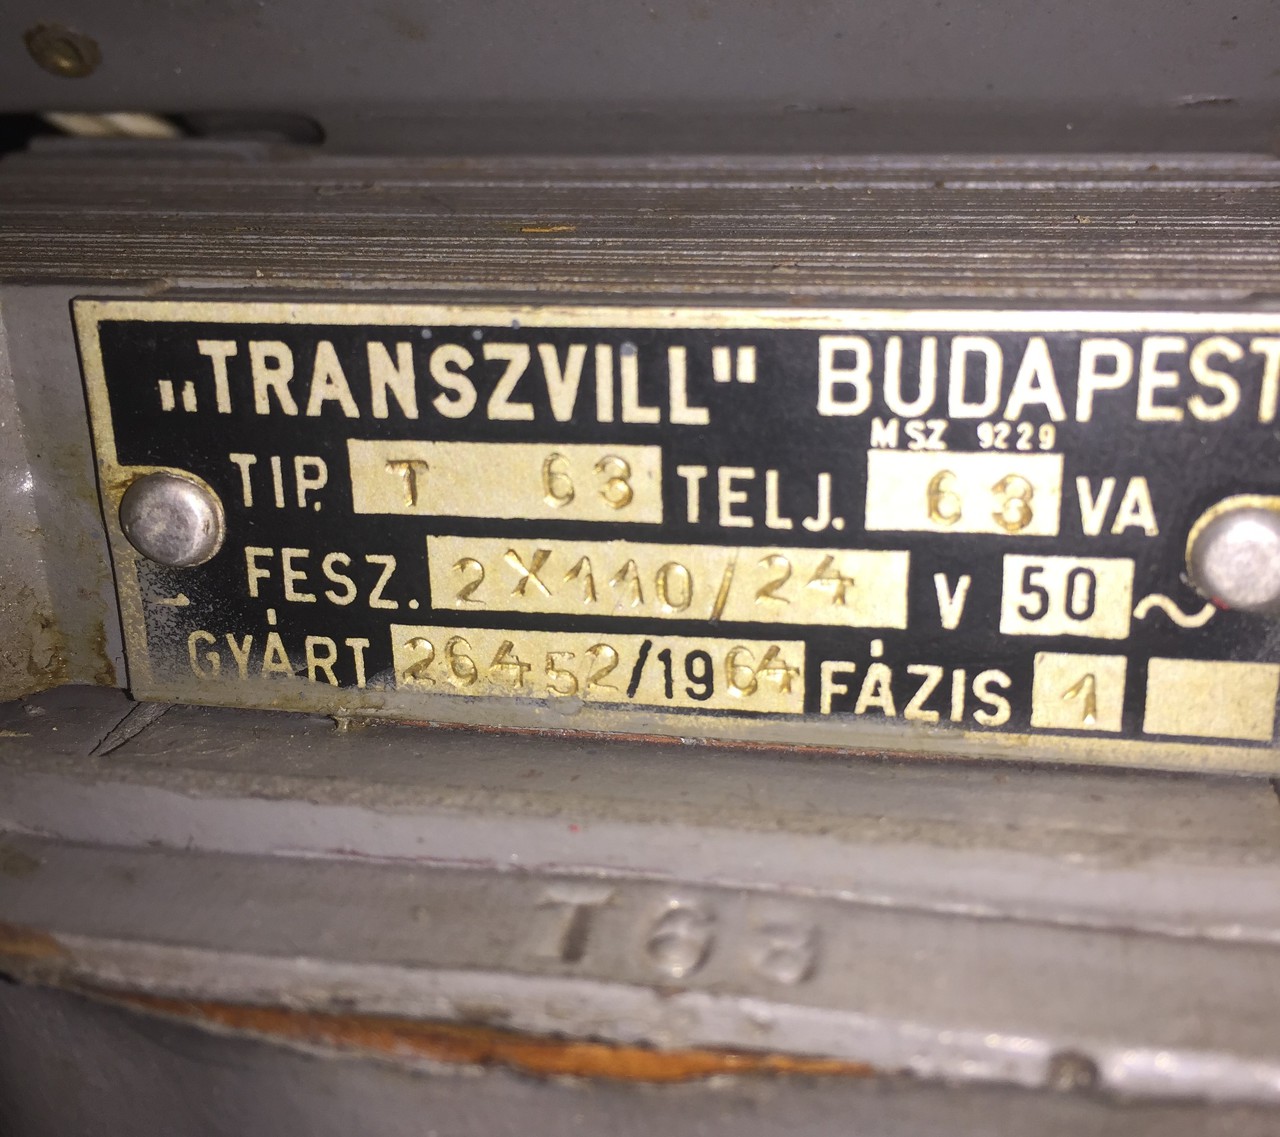 „TRANSZVILL" BUDAPEST
MSZ 9229
TIP. T 63 TELJ. 63 VA
FESZ. 2X110/24 V 50 ~
GYÁRT 26452/1964 FÁZIS 1
T63